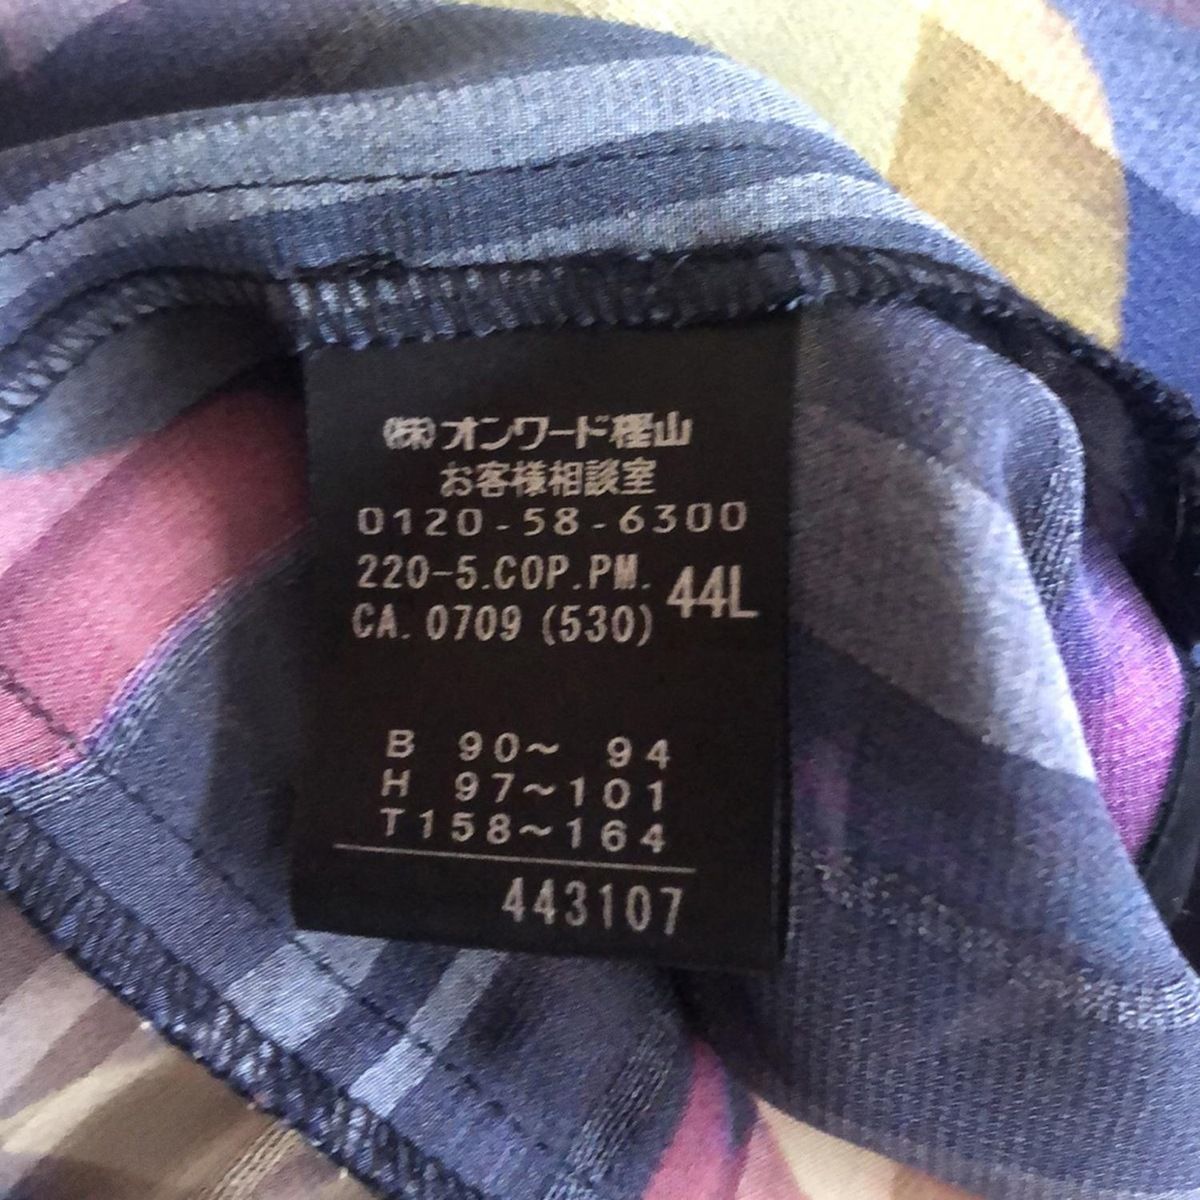 ㈱オンワード樫山
お客様相談室
0120-58-6300
220-5.COP.PM. 44L
CA. 0709 (530)
B 90～ 94
H 97～101
T158～164
443107